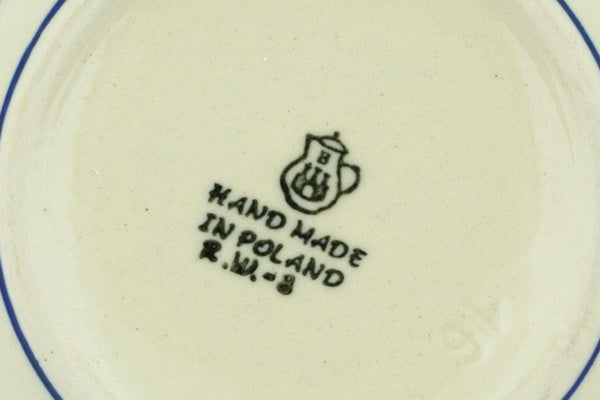 B
HAND MADE
IN POLAND
R.W.-8